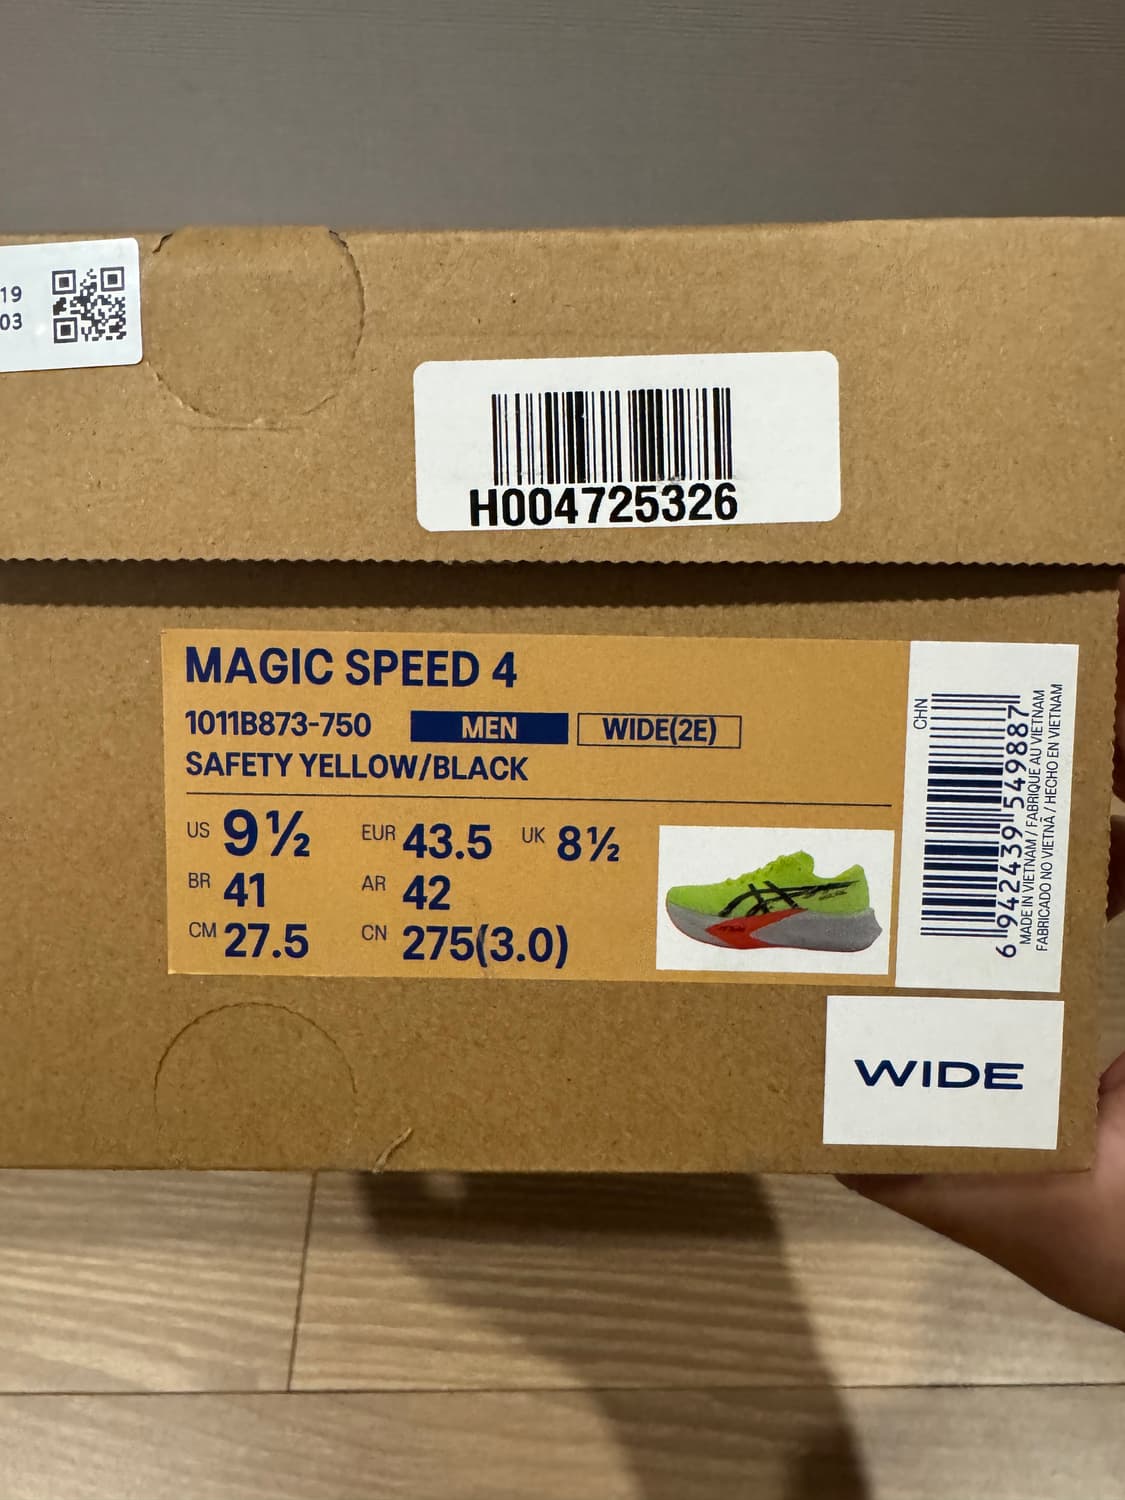 19
03
H004725326
MAGIC SPEED 4
1011B873-750 MEN WIDE(2E)
SAFETY YELLOW/BLACK
US 9½ EUR 43.5 UK 8½
BR 41 AR 42
CM 27.5 CN 275(3.0)
CHN
6 942439 549887
MADE IN VIETNAM / FABRIQUÉ AU VIETNAM
FABRICADO NO VIETNÃ / HECHO EN VIETNAM
WIDE